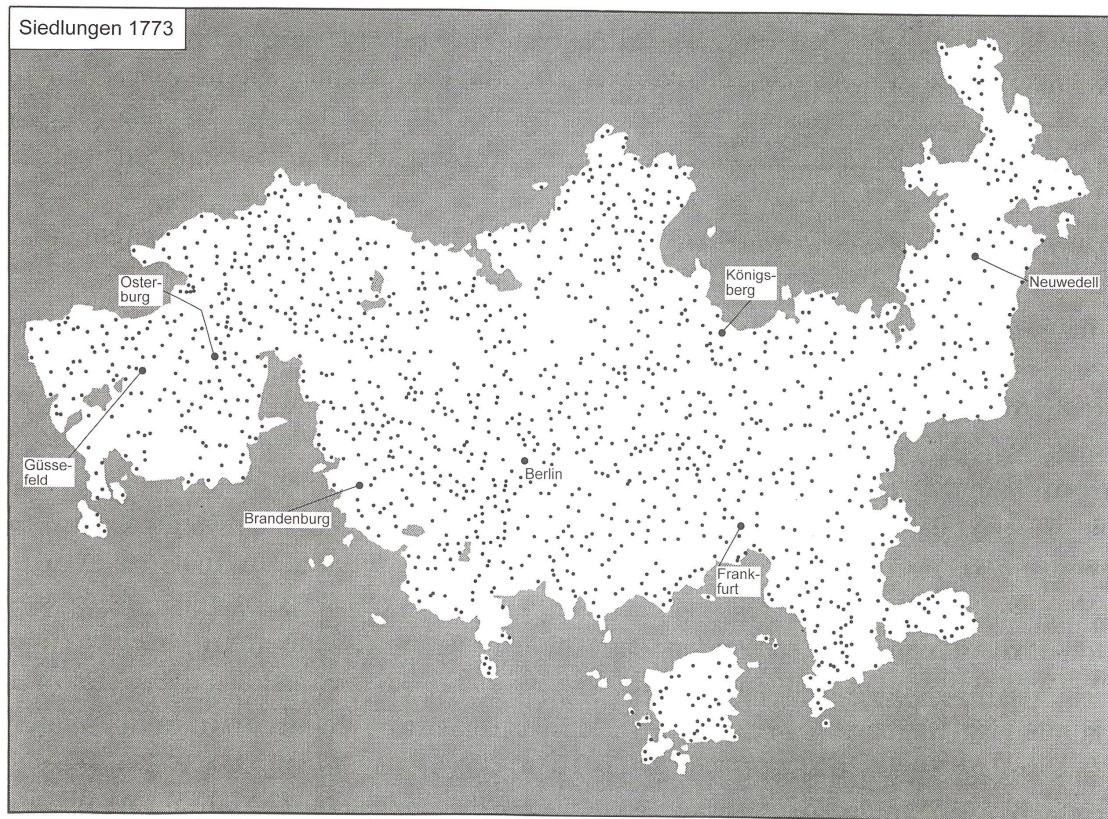 Siedlungen 1773
Oster-
burg
Königs-
berg
Neuwedell
Güsse-
feld
Berlin
Brandenburg
Frank-
furt